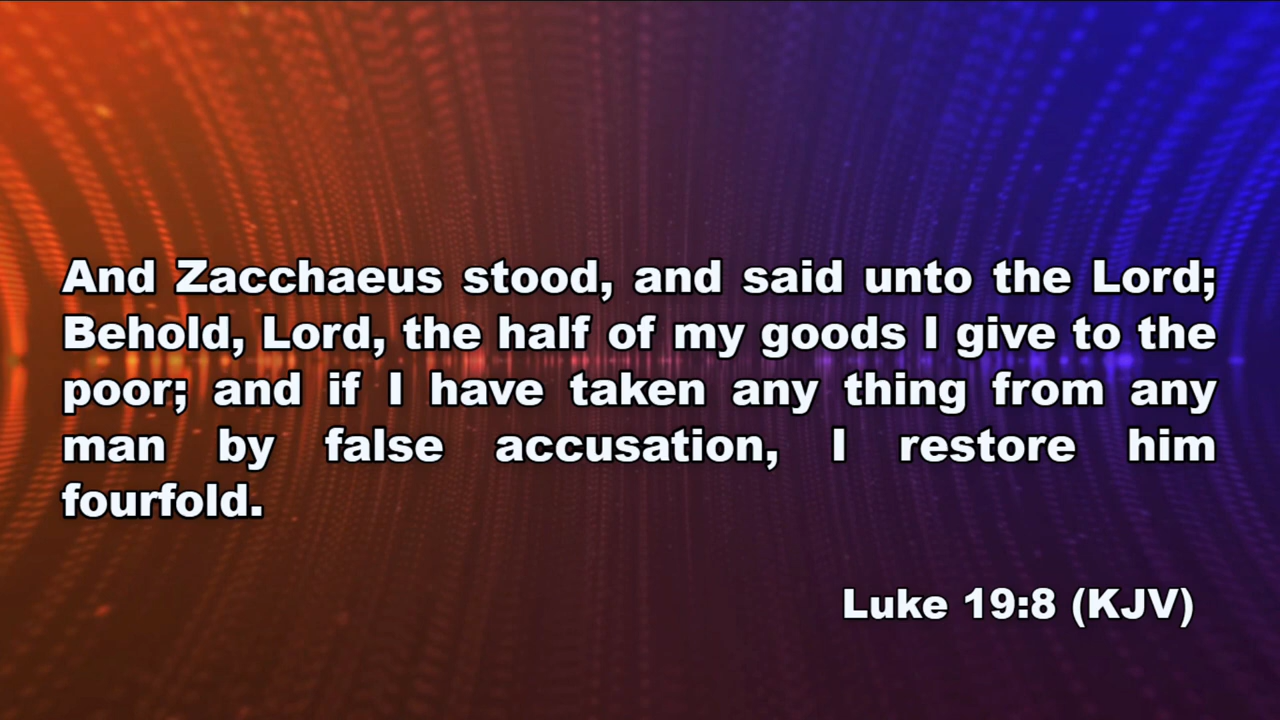 And Zacchaeus stood, and said unto the Lord;
Behold, Lord, the half of my goods I give to the
poor; and if I have taken any thing from any
man by false accusation, I restore him
fourfold.
Luke 19:8 (KJV)